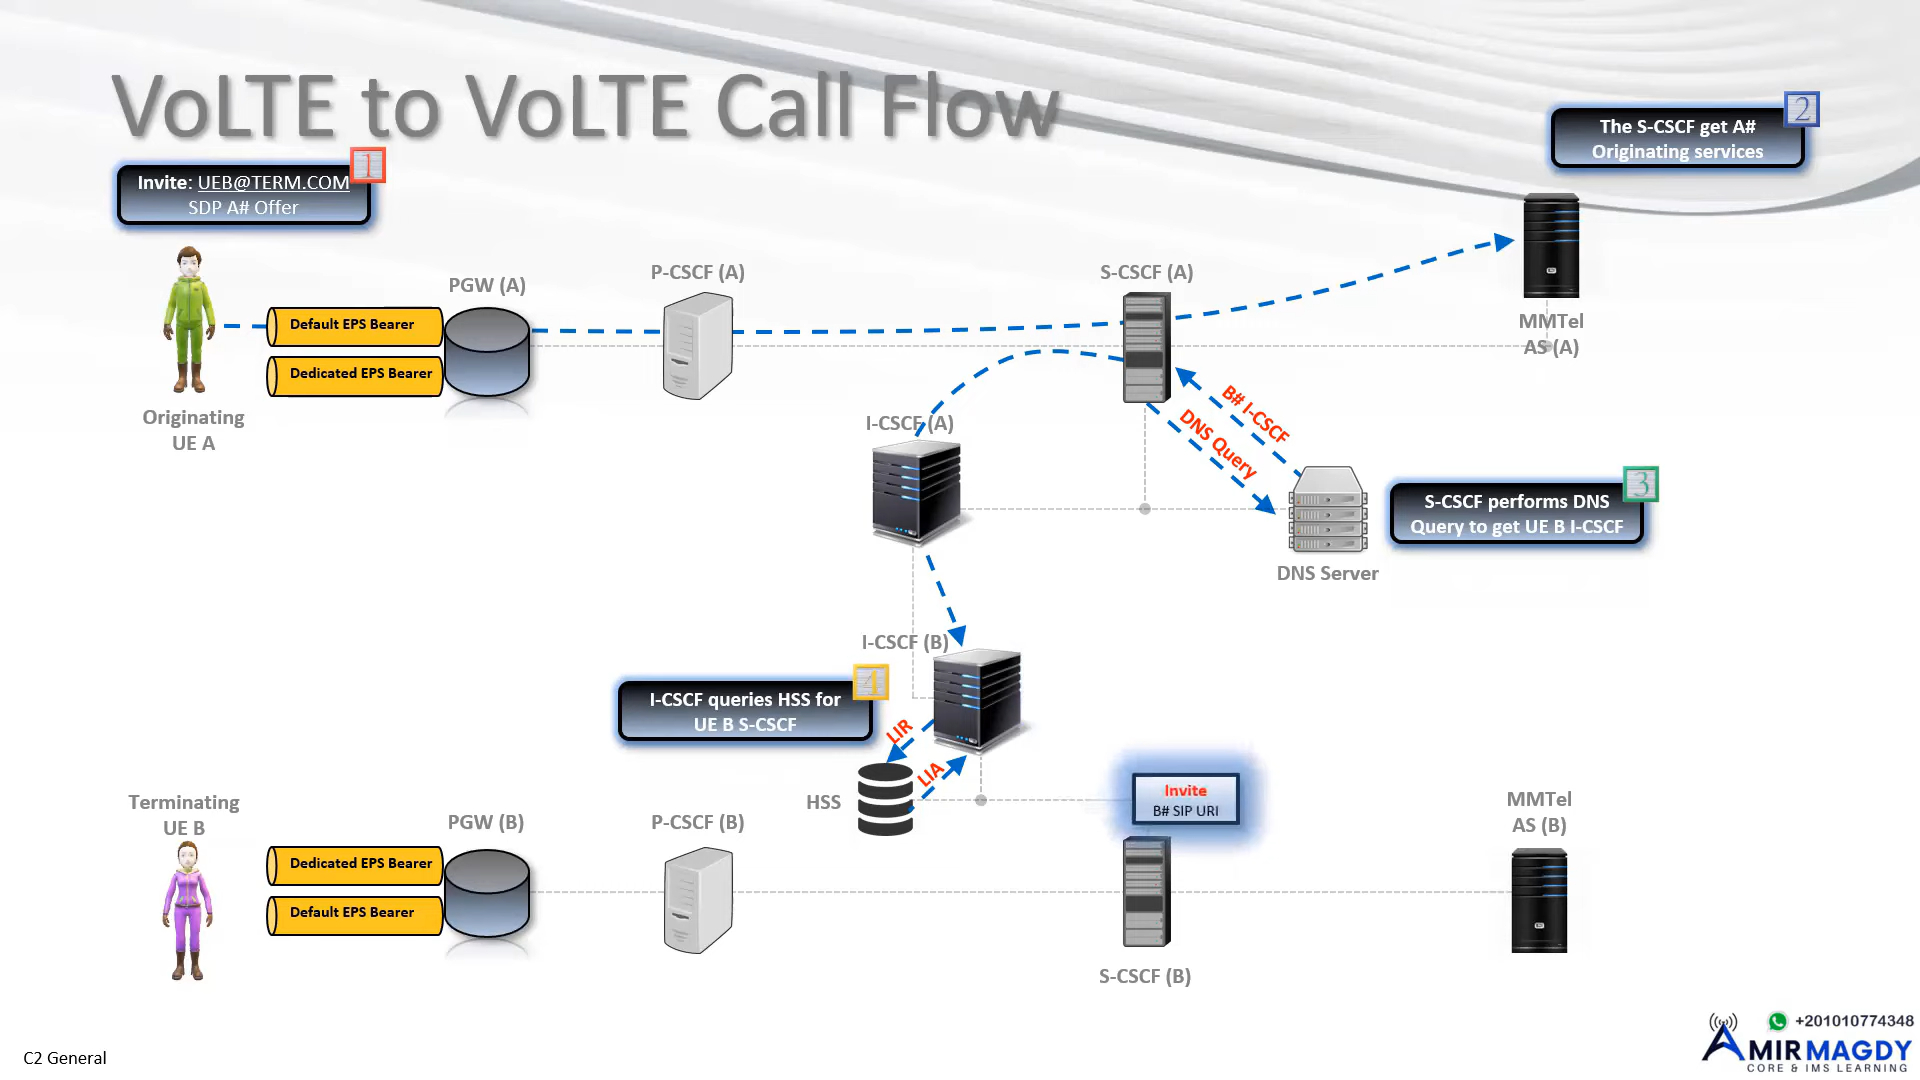 VoLTE to VoLTE Call Flow
1
Invite: UEB@TERM.COM
SDP A# Offer
2
The S-CSCF get A#
Originating services
Originating
UE A
Default EPS Bearer
Dedicated EPS Bearer
PGW (A)
P-CSCF (A)
S-CSCF (A)
MMTel
AS (A)
I-CSCF (A)
B# I-CSCF
DNS Query
DNS Server
3
S-CSCF performs DNS
Query to get UE B I-CSCF
I-CSCF (B)
4
I-CSCF queries HSS for
UE B S-CSCF
LIR
LIA
HSS
Invite
B# SIP URI
Terminating
UE B
Dedicated EPS Bearer
Default EPS Bearer
PGW (B)
P-CSCF (B)
S-CSCF (B)
MMTel
AS (B)
C2 General
+201010774348
AMIRMAGDY
CORE & IMS LEARNING